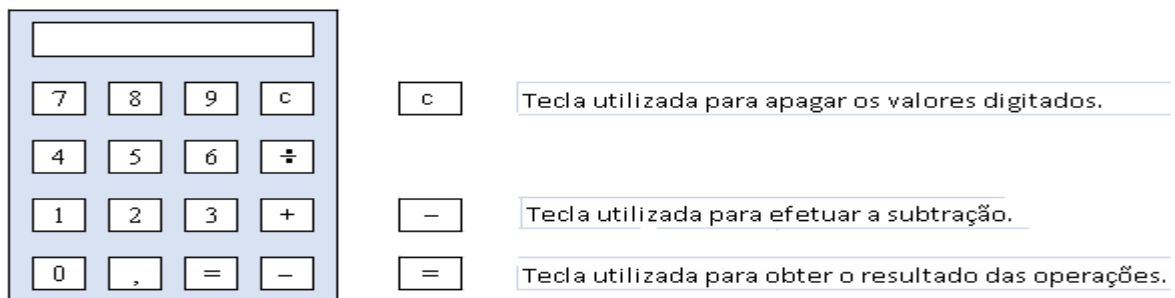 7 8 9 c
c Tecla utilizada para apagar os valores digitados.
4 5 6 ÷
1 2 3 +
− Tecla utilizada para efetuar a subtração.
0 , = −
= Tecla utilizada para obter o resultado das operações.